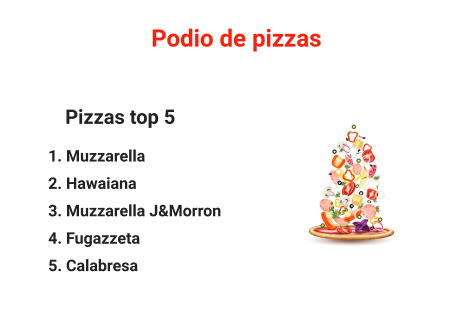 Podio de pizzas
Pizzas top 5
1. Muzzarella
2. Hawaiana
3. Muzzarella J&Morron
4. Fugazzeta
5. Calabresa